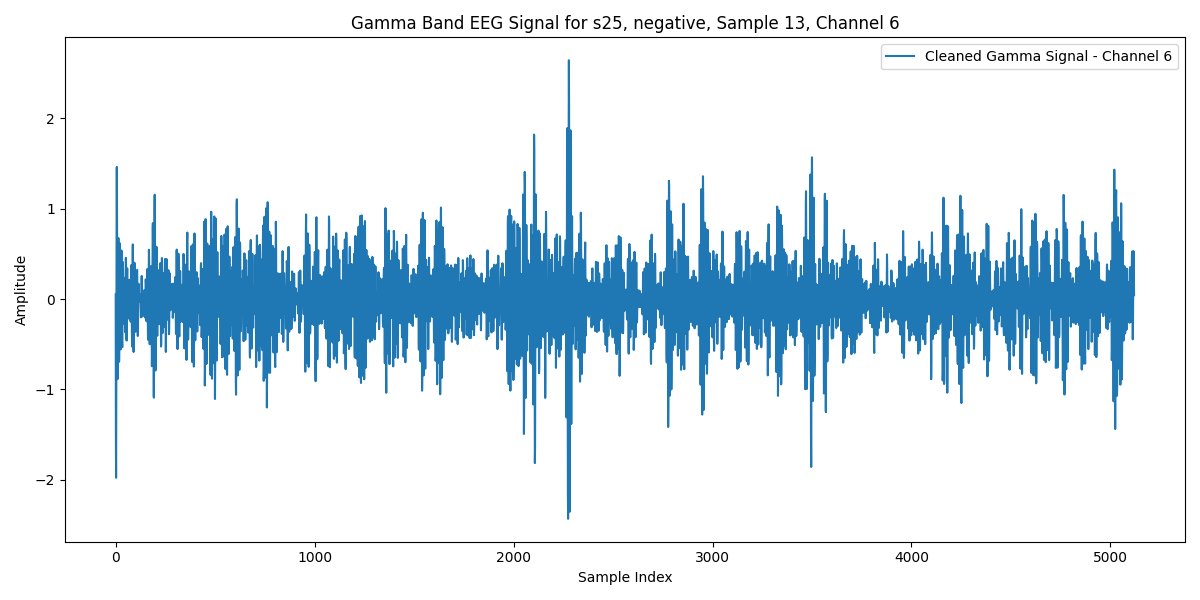 Gamma Band EEG Signal for s25, negative, Sample 13, Channel 6
Cleaned Gamma Signal - Channel 6
Amplitude
2
1
0
−1
−2
0 1000 2000 3000 4000 5000
Sample Index